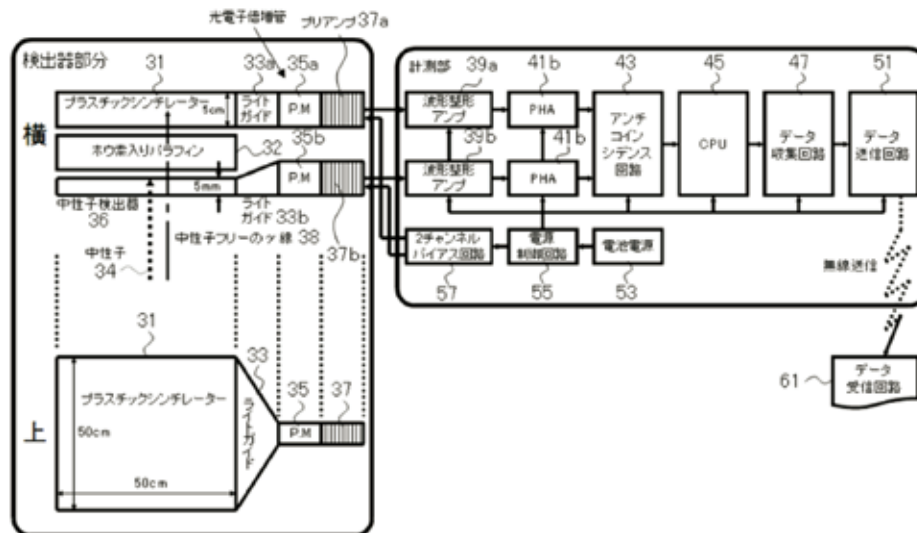 光電子倍増管
プリアンプ 37a
検出器部分
31
33a
35a
プラスチックシンチレーター
5cm
ライト
ガイド
P.M
横
ホウ素入りパラフィン
32
35b
P.M
5mm
中性子検出器
36
ライト
ガイド
33b
中性子フリーのγ線 38
37b
中性子
34
計測部
39a
41b
43
45
47
51
波形整形
アンプ
PHA
アンチ
コイン
シデンス
回路
CPU
データ
収集回路
データ
送信回路
39b
41b
波形整形
アンプ
PHA
2チャンネル
バイアス回路
電源
制御回路
電池電源
57
55
53
無線送信
61
データ
受信回路
31
33
35
37
プラスチックシンチレーター
ライトガイド
P.M
上
50cm
50cm